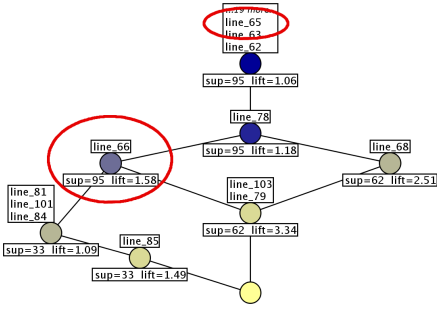 line_65
line_63
line_62
sup=95 lift=1.06
line_78
sup=95 lift=1.18
line_66
sup=95 lift=1.58
line_68
sup=62 lift=2.51
line_103
line_79
sup=62 lift=3.34
line_81
line_101
line_84
sup=33 lift=1.09
line_85
sup=33 lift=1.49